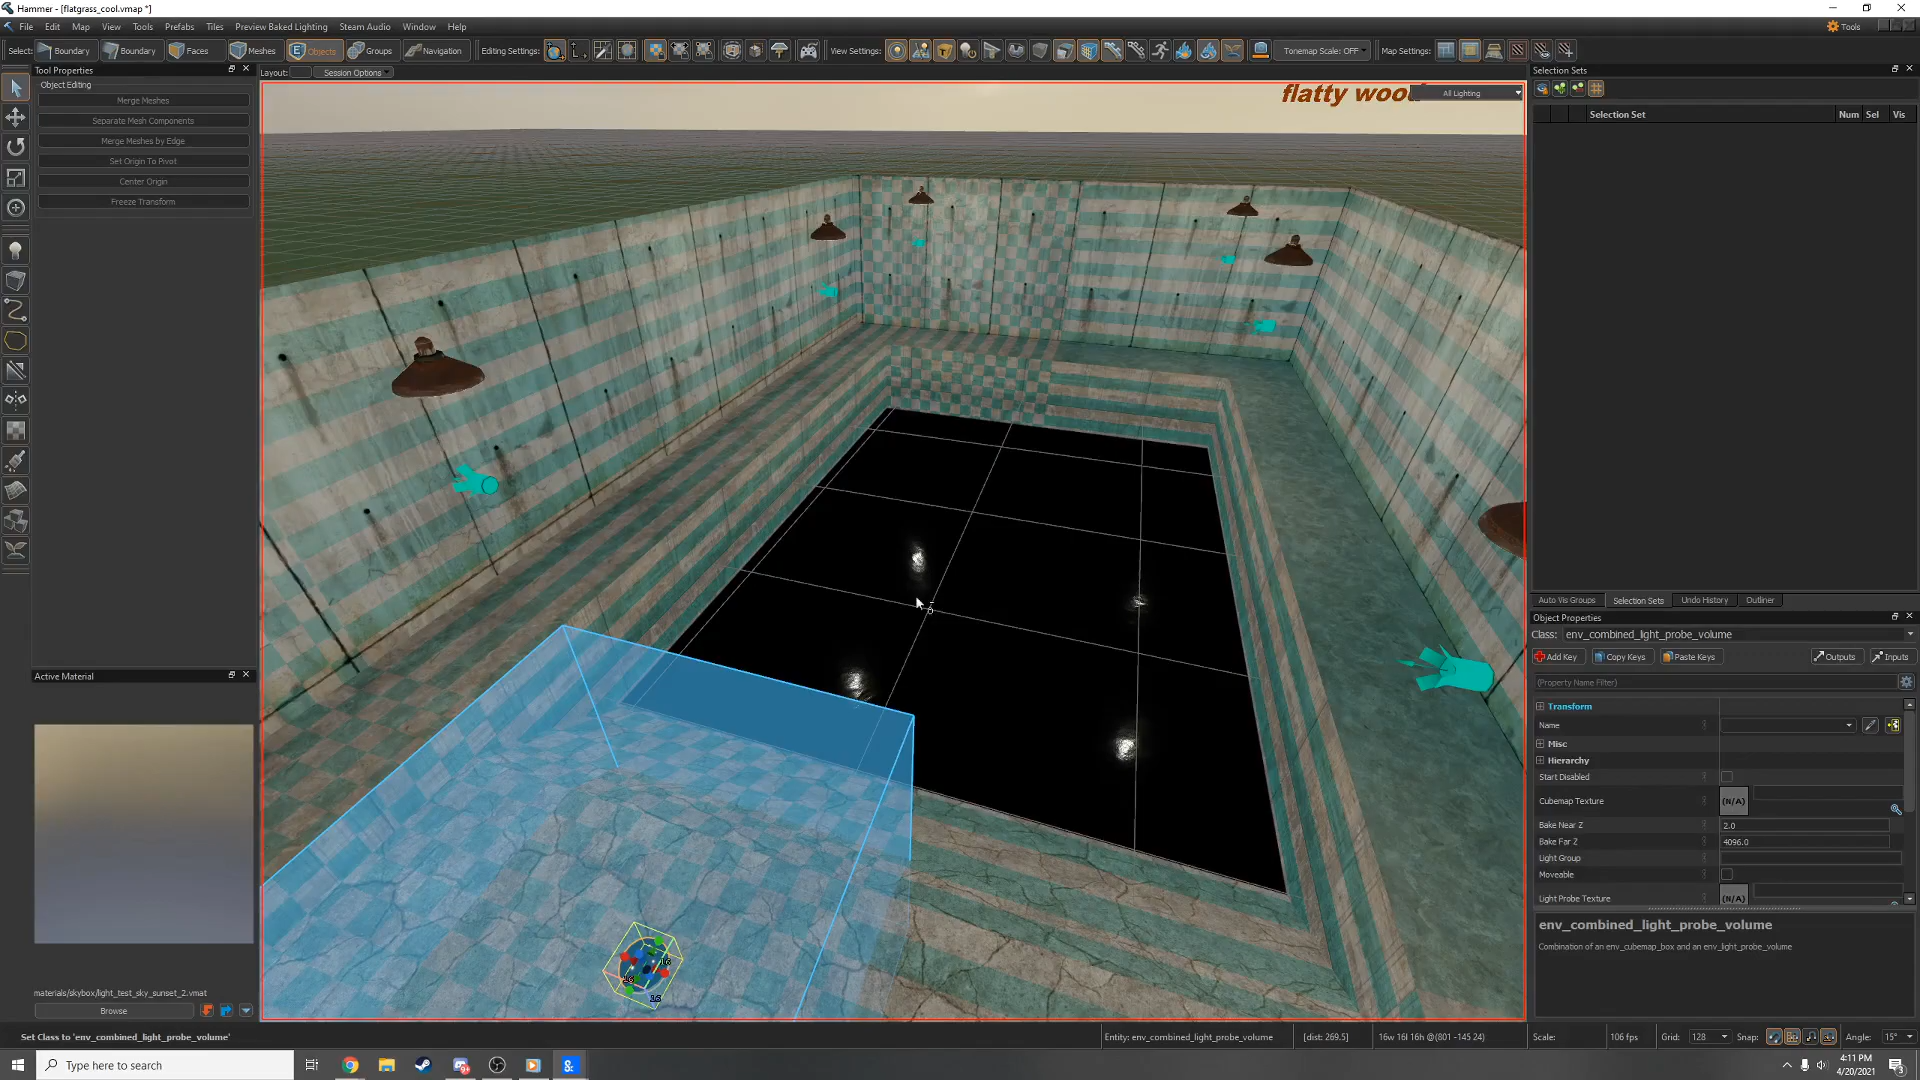 Hammer - [flatgrass_cool.vmap *]
File Edit Map View Tools Prefabs Tiles Preview Baked Lighting Steam Audio Window Help
Tools
Select: Boundary Boundary Faces Meshes Objects Groups Navigation Editing Settings: View Settings: Tonemap Scale: OFF Map Settings:
Tool Properties
Layout: Session Options
Selection Sets
Object Editing
Merge Meshes
Separate Mesh Components
Merge Meshes by Edge
Set Origin To Pivot
Center Origin
Freeze Transform
All Lighting
Selection Set Num Sel Vis
Auto Vis Groups Selection Sets Undo History Outliner
Object Properties
Class: env_combined_light_probe_volume
Add Key Copy Keys Paste Keys Outputs Inputs
(Property Name Filter)
Transform
Name
Misc
Hierarchy
Start Disabled
Cubemap Texture (N/A)
Bake Near Z 2.0
Bake Far Z 4096.0
Light Group
Moveable
Light Probe Texture (N/A)
env_combined_light_probe_volume
Combination of an env_cubemap_box and an env_light_probe_volume
Active Material
materials/skybox/light_test_sky_sunset_2.vmat
Browse
16
16
Set Class to 'env_combined_light_probe_volume'
Entity: env_combined_light_probe_volume [dist: 269.5] 16w 16l 16h @(801 -145 24) Scale: 106 fps Grid: 128 Snap: Angle: 15°
Type here to search
4:11 PM
4/20/2021